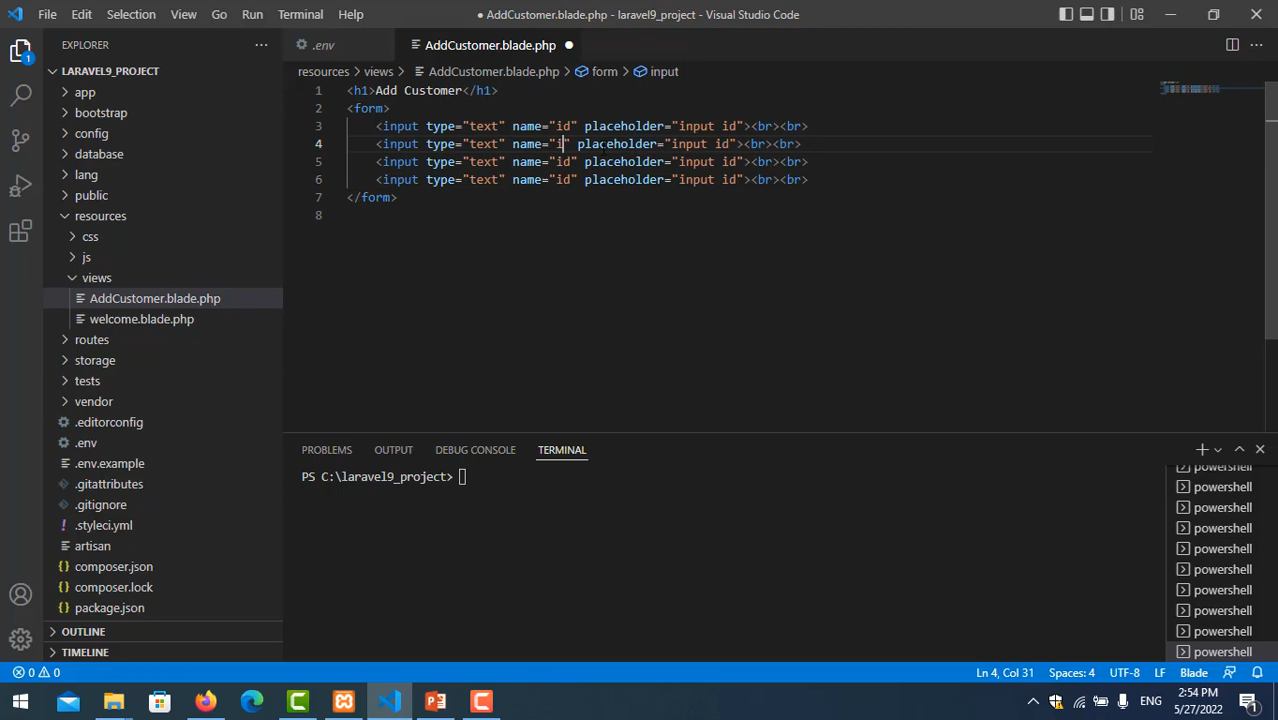 File Edit Selection View Go Run Terminal Help
● AddCustomer.blade.php - laravel9_project - Visual Studio Code
EXPLORER
.env
AddCustomer.blade.php
LARAVEL9_PROJECT
resources > views > AddCustomer.blade.php > form > input
1 <h1>Add Customer</h1>
2 <form>
3 <input type="text" name="id" placeholder="input id"><br><br>
4 <input type="text" name="i" placeholder="input id"><br><br>
5 <input type="text" name="id" placeholder="input id"><br><br>
6 <input type="text" name="id" placeholder="input id"><br><br>
7 </form>
8
1
app
bootstrap
config
database
lang
public
resources
css
js
views
AddCustomer.blade.php
welcome.blade.php
routes
storage
tests
vendor
.editorconfig
.env
.env.example
.gitattributes
.gitignore
.styleci.yml
artisan
composer.json
composer.lock
package.json
OUTLINE
TIMELINE
PROBLEMS OUTPUT DEBUG CONSOLE TERMINAL
PS C:\laravel9_project>
powershell
powershell
powershell
powershell
powershell
powershell
powershell
powershell
powershell
powershell
0 0
Ln 4, Col 31 Spaces: 4 UTF-8 LF Blade
ENG
2:54 PM
5/27/2022
1